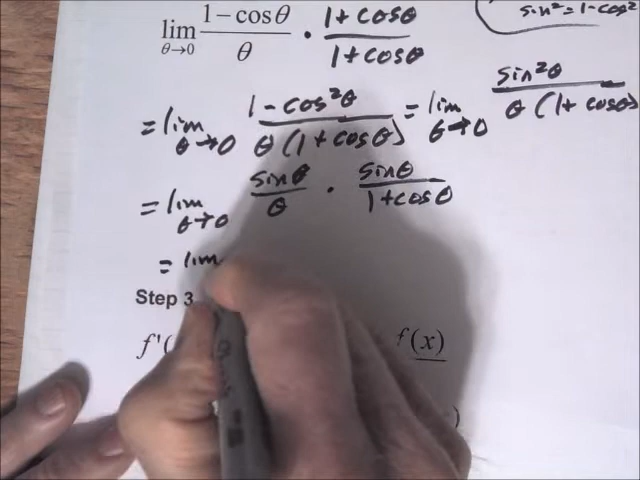 lim θ→0 (1 − cosθ)/θ · (1 + cosθ)/(1 + cosθ)
sin² = 1 - cos²
= lim θ→0 (1 - cos²θ)/(θ(1 + cosθ)) = lim θ→0 sin²θ/(θ(1 + cosθ)
= lim θ→0 sinθ/θ · sinθ/(1 + cosθ)
= lim
Step 3
f'( f(x)
)